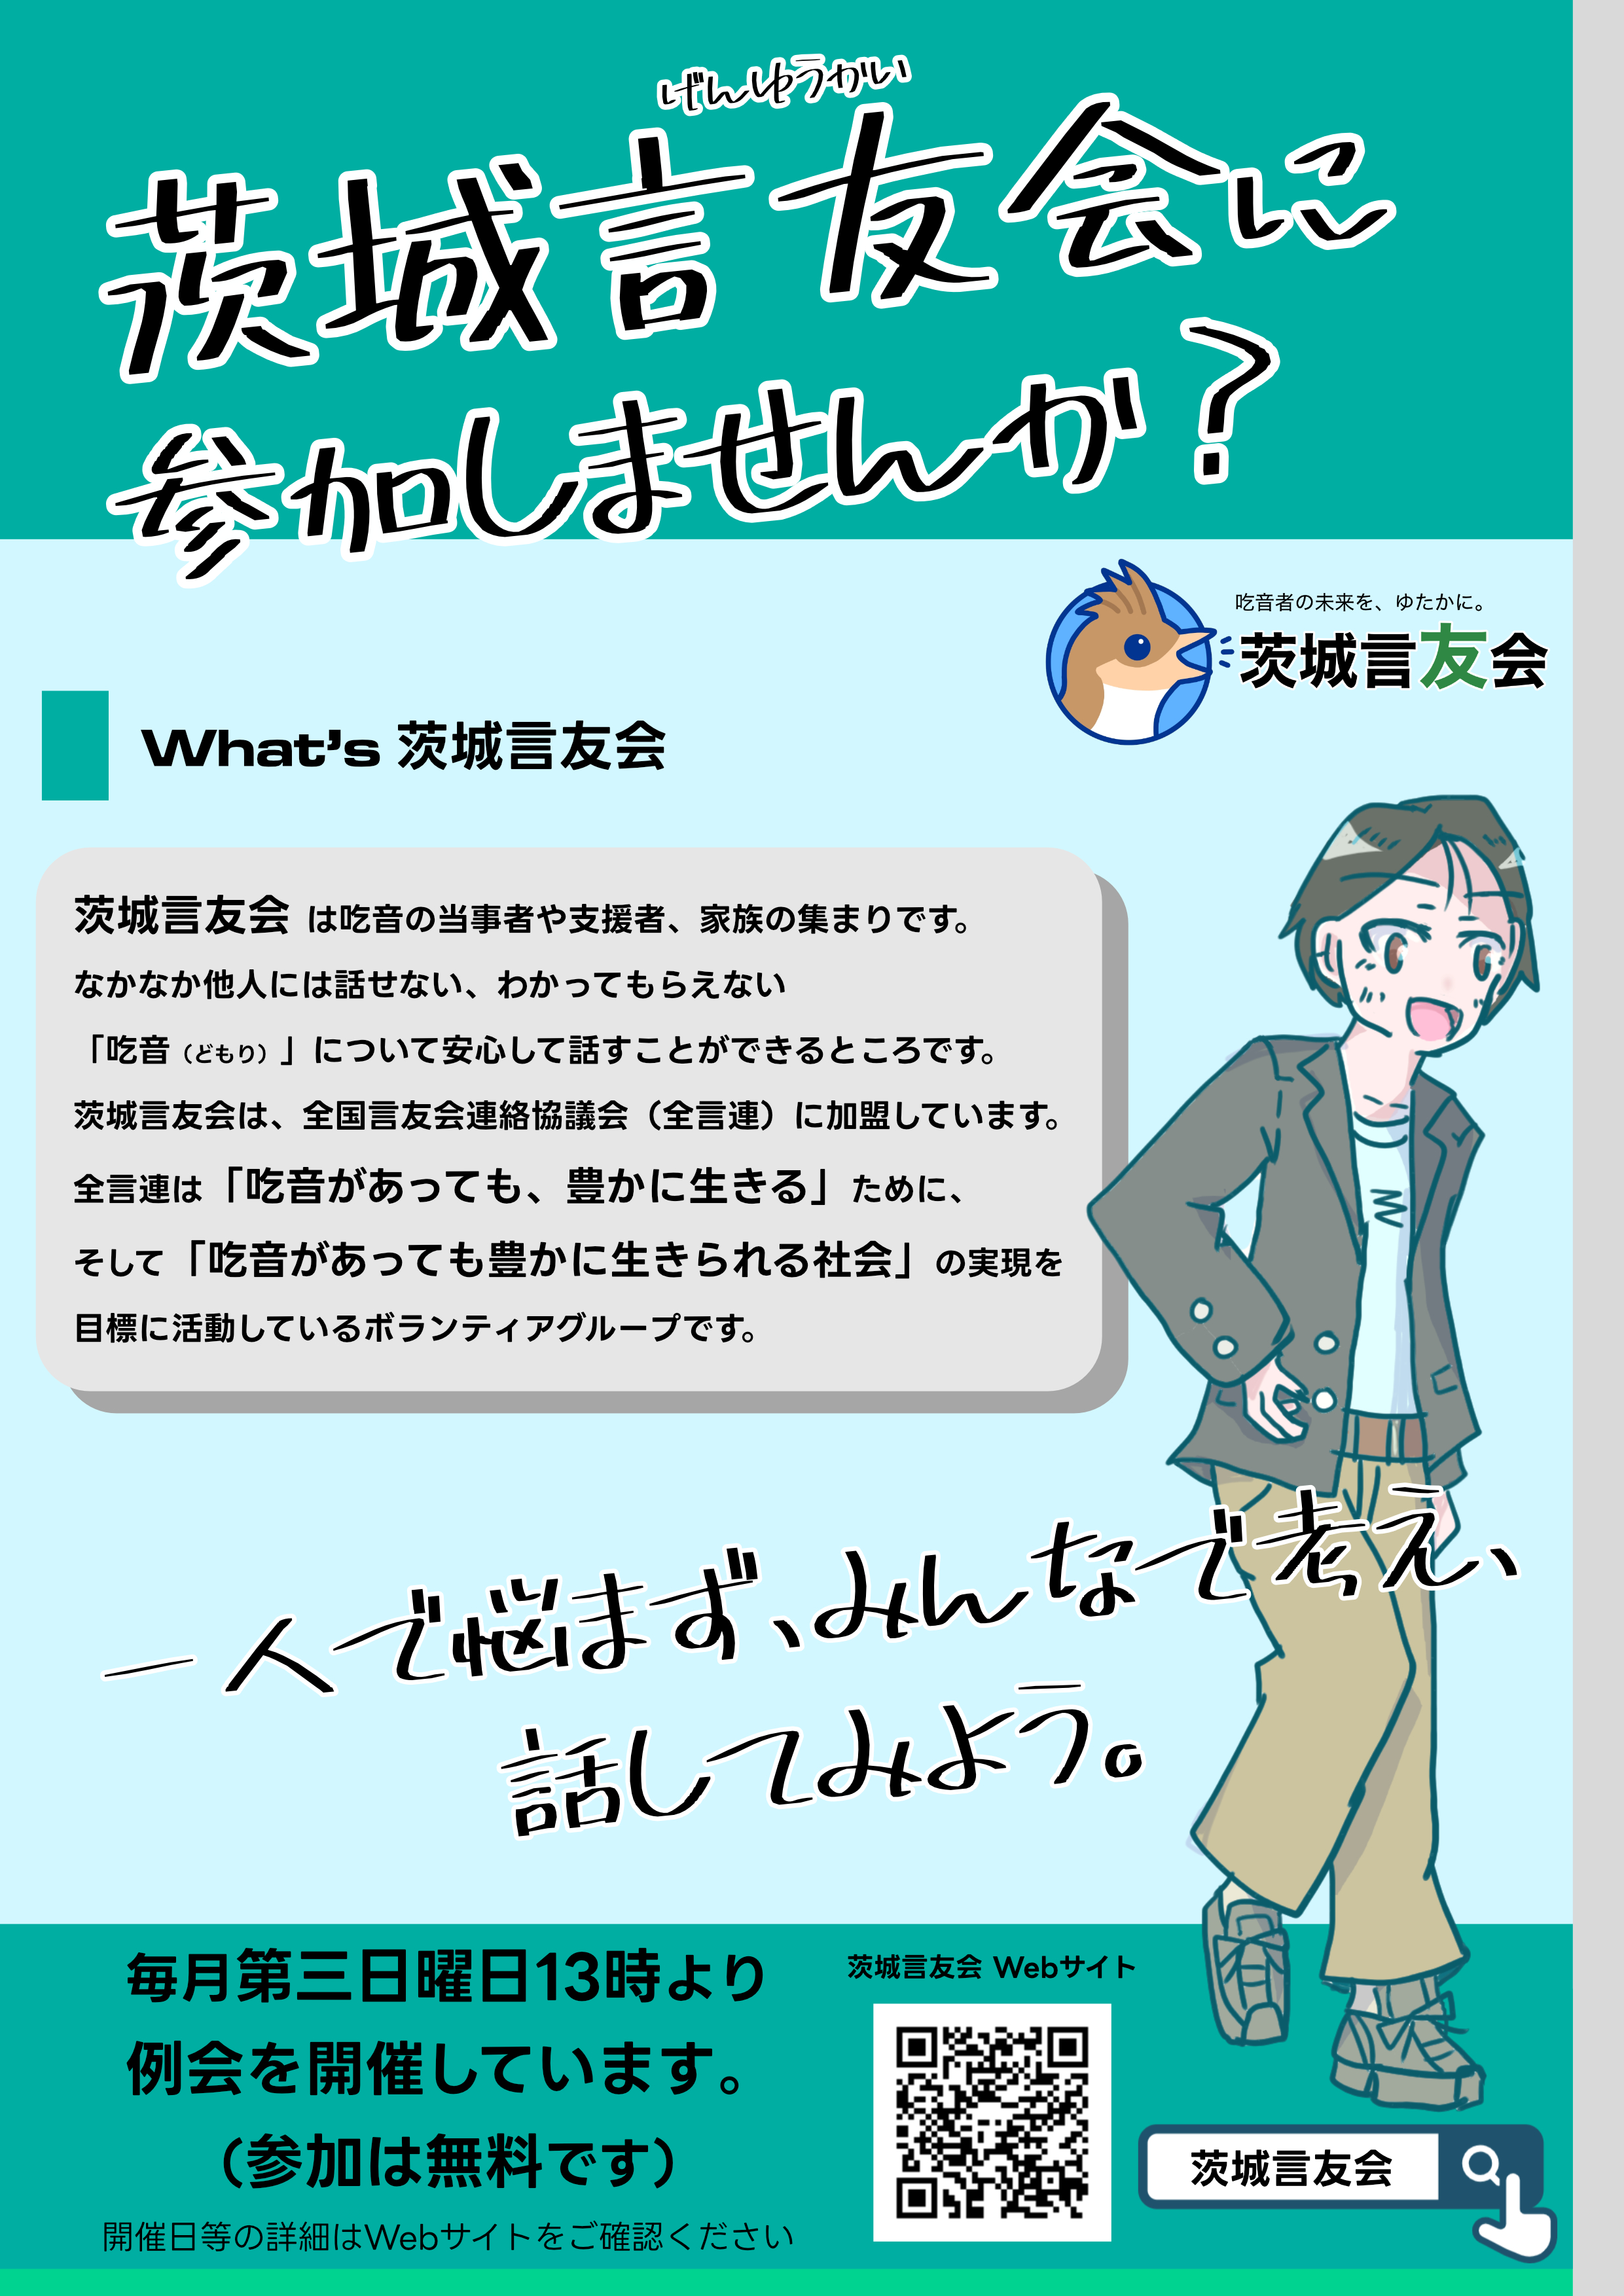 げんゆうかい
茨城言友会に
参加しませんか？
吃音者の未来を、ゆたかに。
茨城言友会
What's 茨城言友会
茨城言友会 は吃音の当事者や支援者、家族の集まりです。
なかなか他人には話せない、わかってもらえない
「吃音（どもり）」について安心して話すことができるところです。
茨城言友会は、全国言友会連絡協議会（全言連）に加盟しています。
全言連は「吃音があっても、豊かに生きる」ために、
そして「吃音があっても豊かに生きられる社会」の実現を
目標に活動しているボランティアグループです。
一人で悩まず、みんなで考え、
話してみよう。
毎月第三日曜日13時より
例会を開催しています。
（参加は無料です）
開催日等の詳細はWebサイトをご確認ください
茨城言友会 Webサイト
茨城言友会